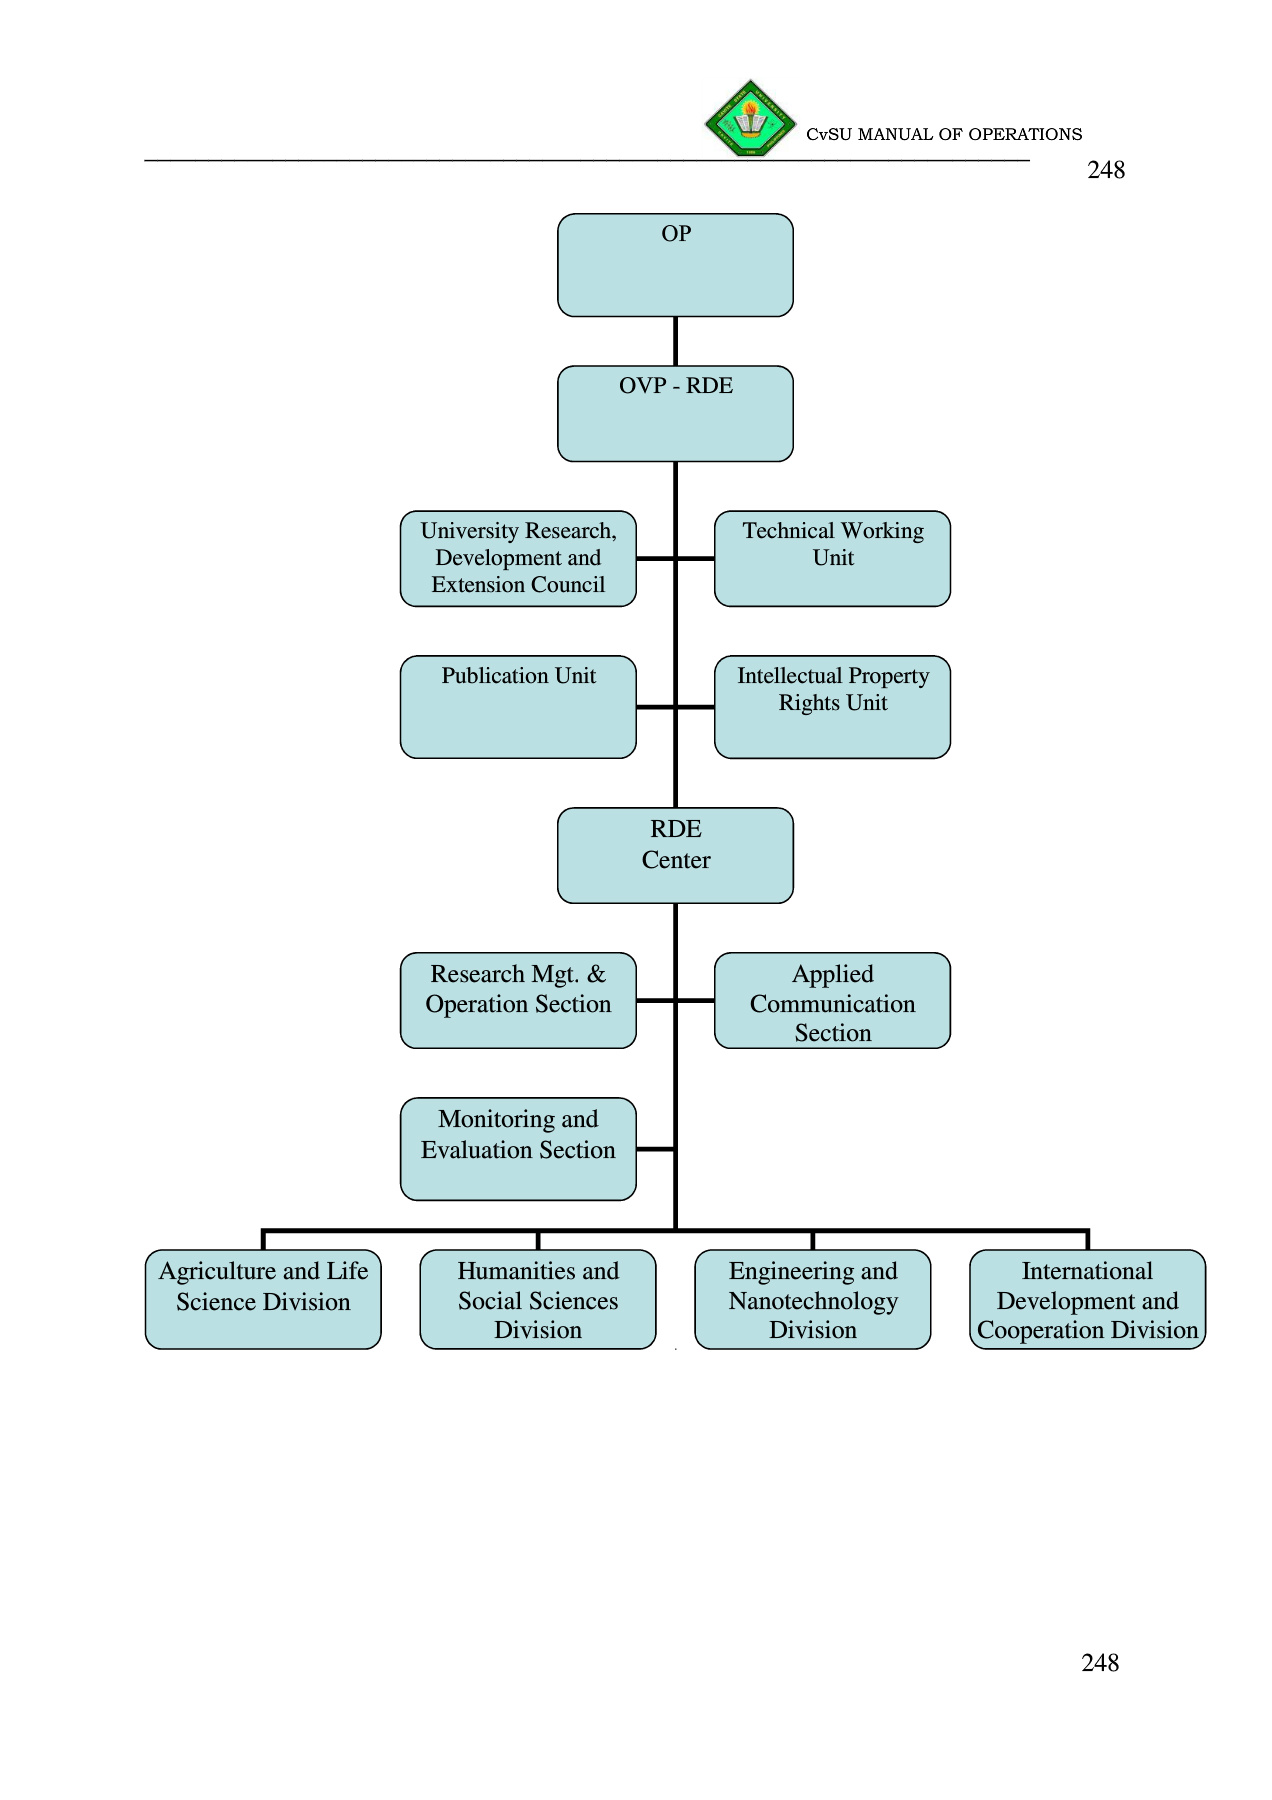 CvSU MANUAL OF OPERATIONS
248
OP
OVP - RDE
University Research,
Development and
Extension Council
Technical Working
Unit
Publication Unit
Intellectual Property
Rights Unit
RDE
Center
Research Mgt. &
Operation Section
Applied
Communication
Section
Monitoring and
Evaluation Section
Agriculture and Life
Science Division
Humanities and
Social Sciences
Division
Engineering and
Nanotechnology
Division
International
Development and
Cooperation Division
248